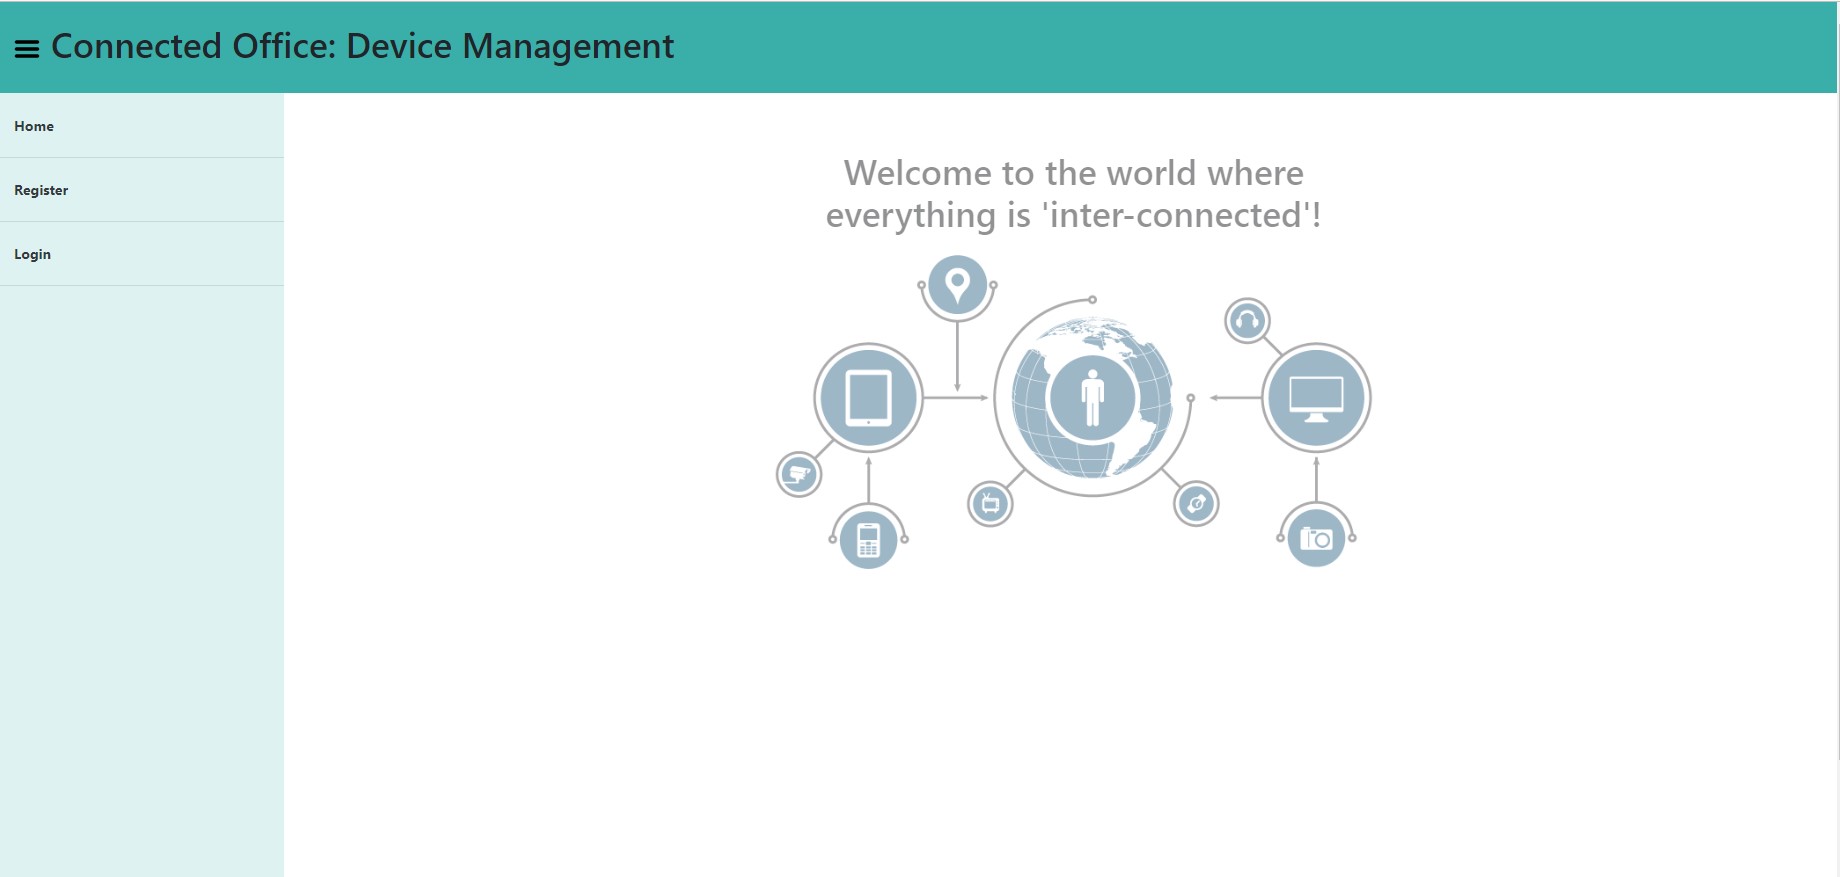 Connected Office: Device Management
Home
Register
Login
Welcome to the world where
everything is 'inter-connected'!